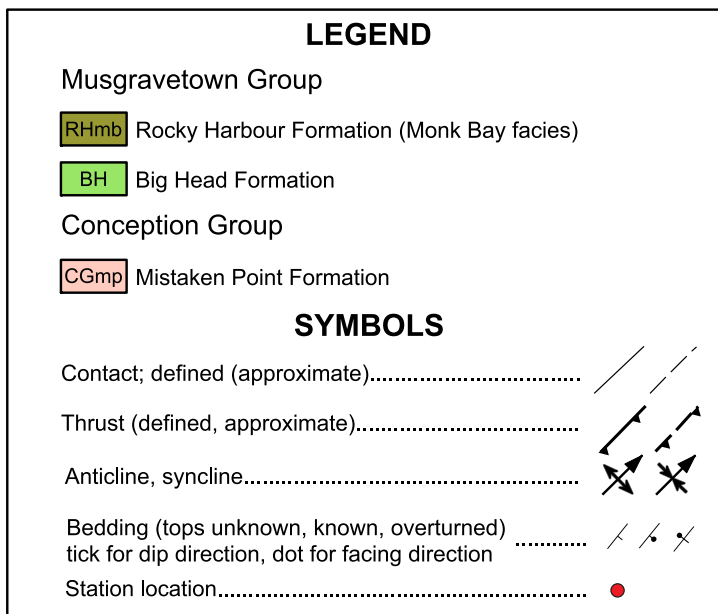 LEGEND
Musgravetown Group
RHmb Rocky Harbour Formation (Monk Bay facies)
BH Big Head Formation
Conception Group
CGmp Mistaken Point Formation
SYMBOLS
Contact; defined (approximate)
Thrust (defined, approximate)
Anticline, syncline
Bedding (tops unknown, known, overturned)
tick for dip direction, dot for facing direction
Station location